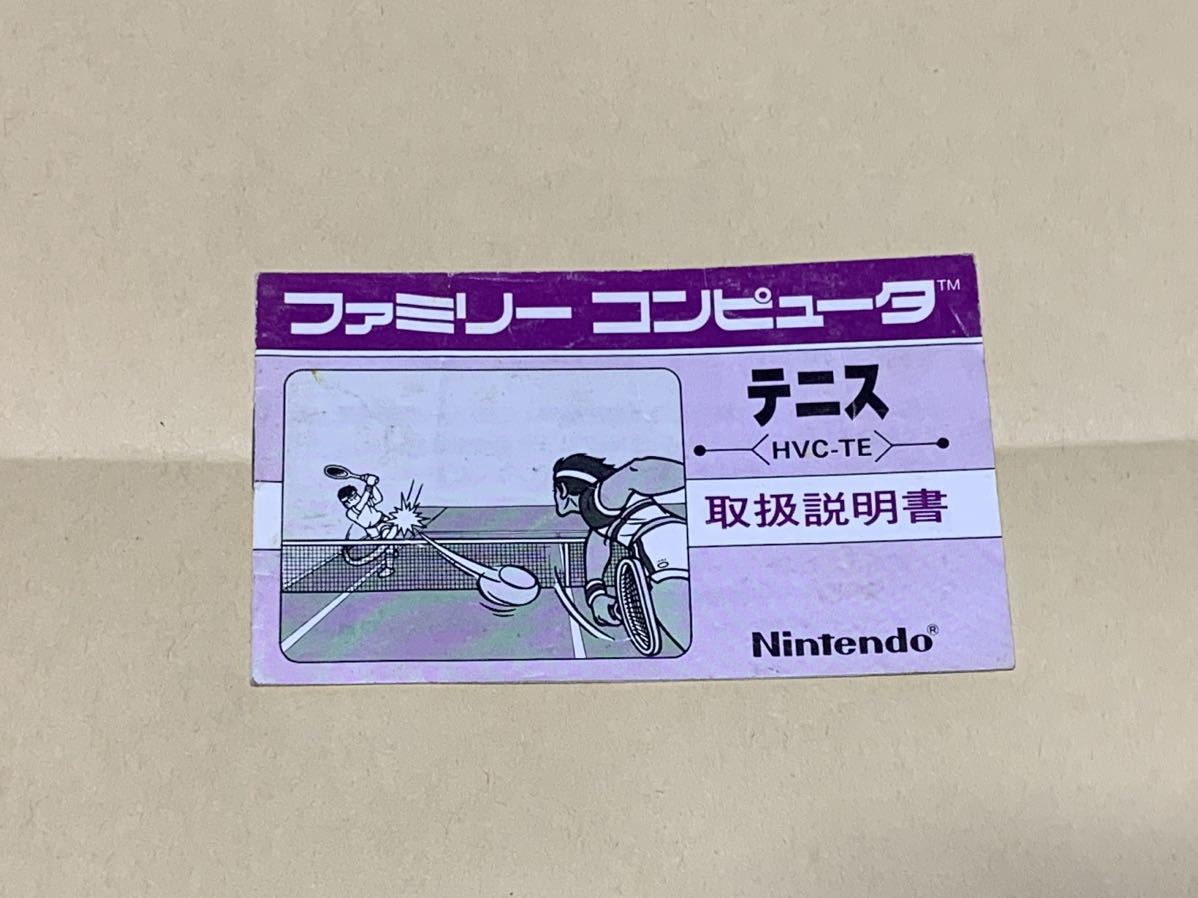 ファミリー コンピュータ™
テニス
HVC-TE
取扱説明書
Nintendo®